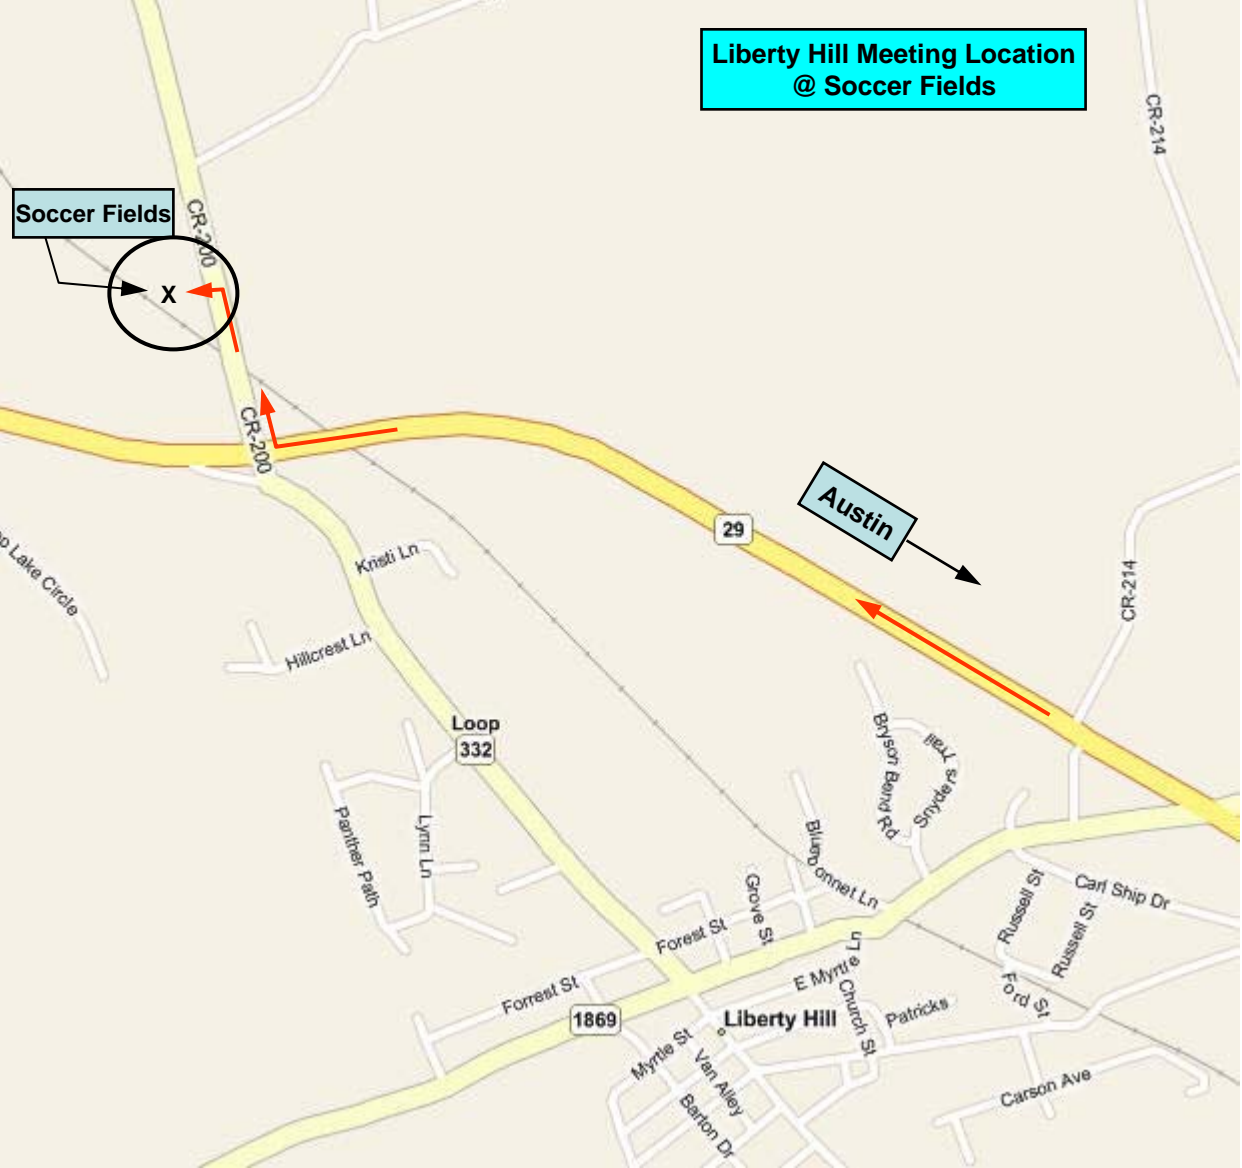 Liberty Hill Meeting Location
@ Soccer Fields
CR-214
Soccer Fields
CR-200
X
CR-200
Austin
29
Kristi Ln
CR-214
Lake Circle
Hillcrest Ln
Loop
332
Bryson Bend Rd
Snyders Trail
Panther Path
Lynn Ln
Bluebonnet Ln
Grove St
Carl Ship Dr
Russell St
Russell St
Forest St
E Myrtle Ln
Forrest St
Ford St
Church St
Patricks
1869
Liberty Hill
Myrtle St
Van Alley
Carson Ave
Barton Dr